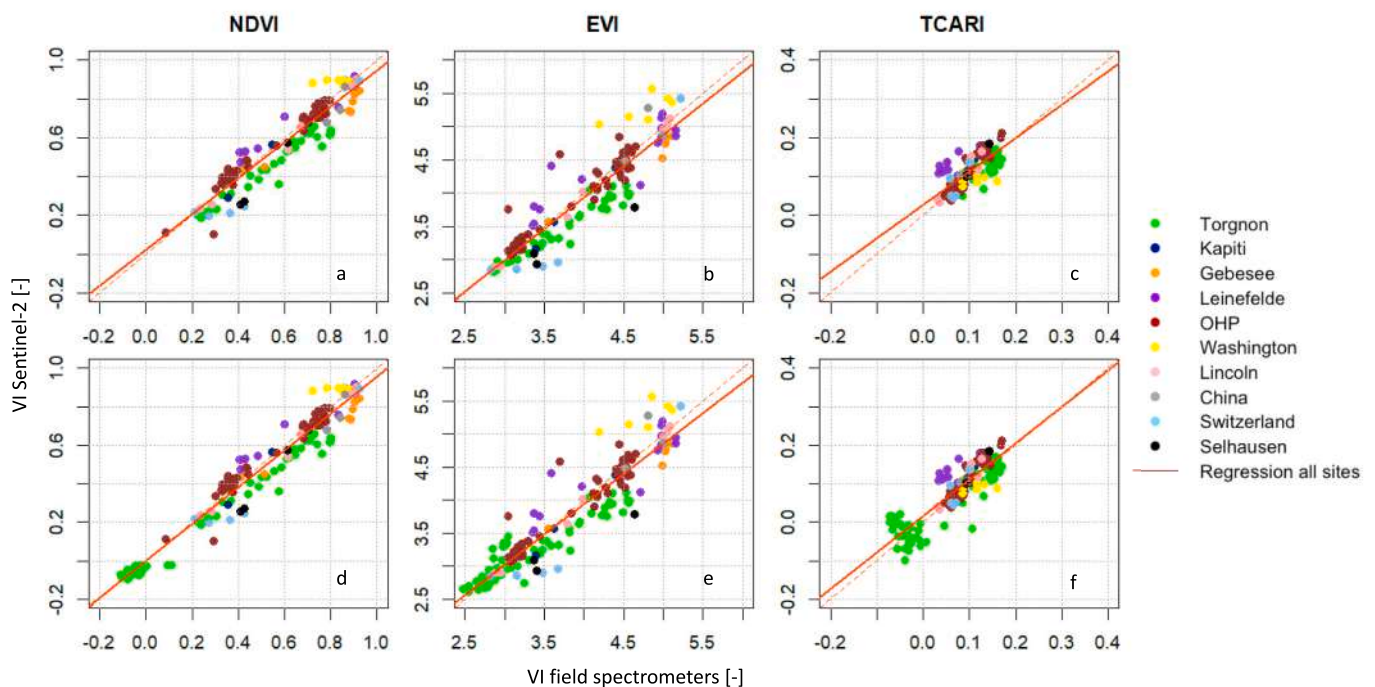 NDVI EVI TCARI
VI Sentinel-2 [-]
1.0
0.6
0.2
-0.2
a
-0.2 0.0 0.2 0.4 0.6 0.8 1.0
5.5
4.5
3.5
2.5
b
2.5 3.5 4.5 5.5
0.4
0.2
0.0
-0.2
c
-0.2 0.0 0.1 0.2 0.3 0.4
1.0
0.6
0.2
-0.2
d
-0.2 0.0 0.2 0.4 0.6 0.8 1.0
5.5
4.5
3.5
2.5
e
2.5 3.5 4.5 5.5
0.4
0.2
0.0
-0.2
f
-0.2 0.0 0.1 0.2 0.3 0.4
VI field spectrometers [-]
Torgnon
Kapiti
Gebesee
Leinefelde
OHP
Washington
Lincoln
China
Switzerland
Selhausen
Regression all sites